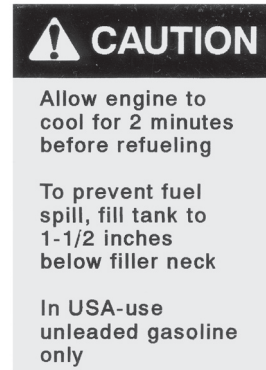 CAUTION
Allow engine to
cool for 2 minutes
before refueling
To prevent fuel
spill, fill tank to
1-1/2 inches
below filler neck
In USA-use
unleaded gasoline
only